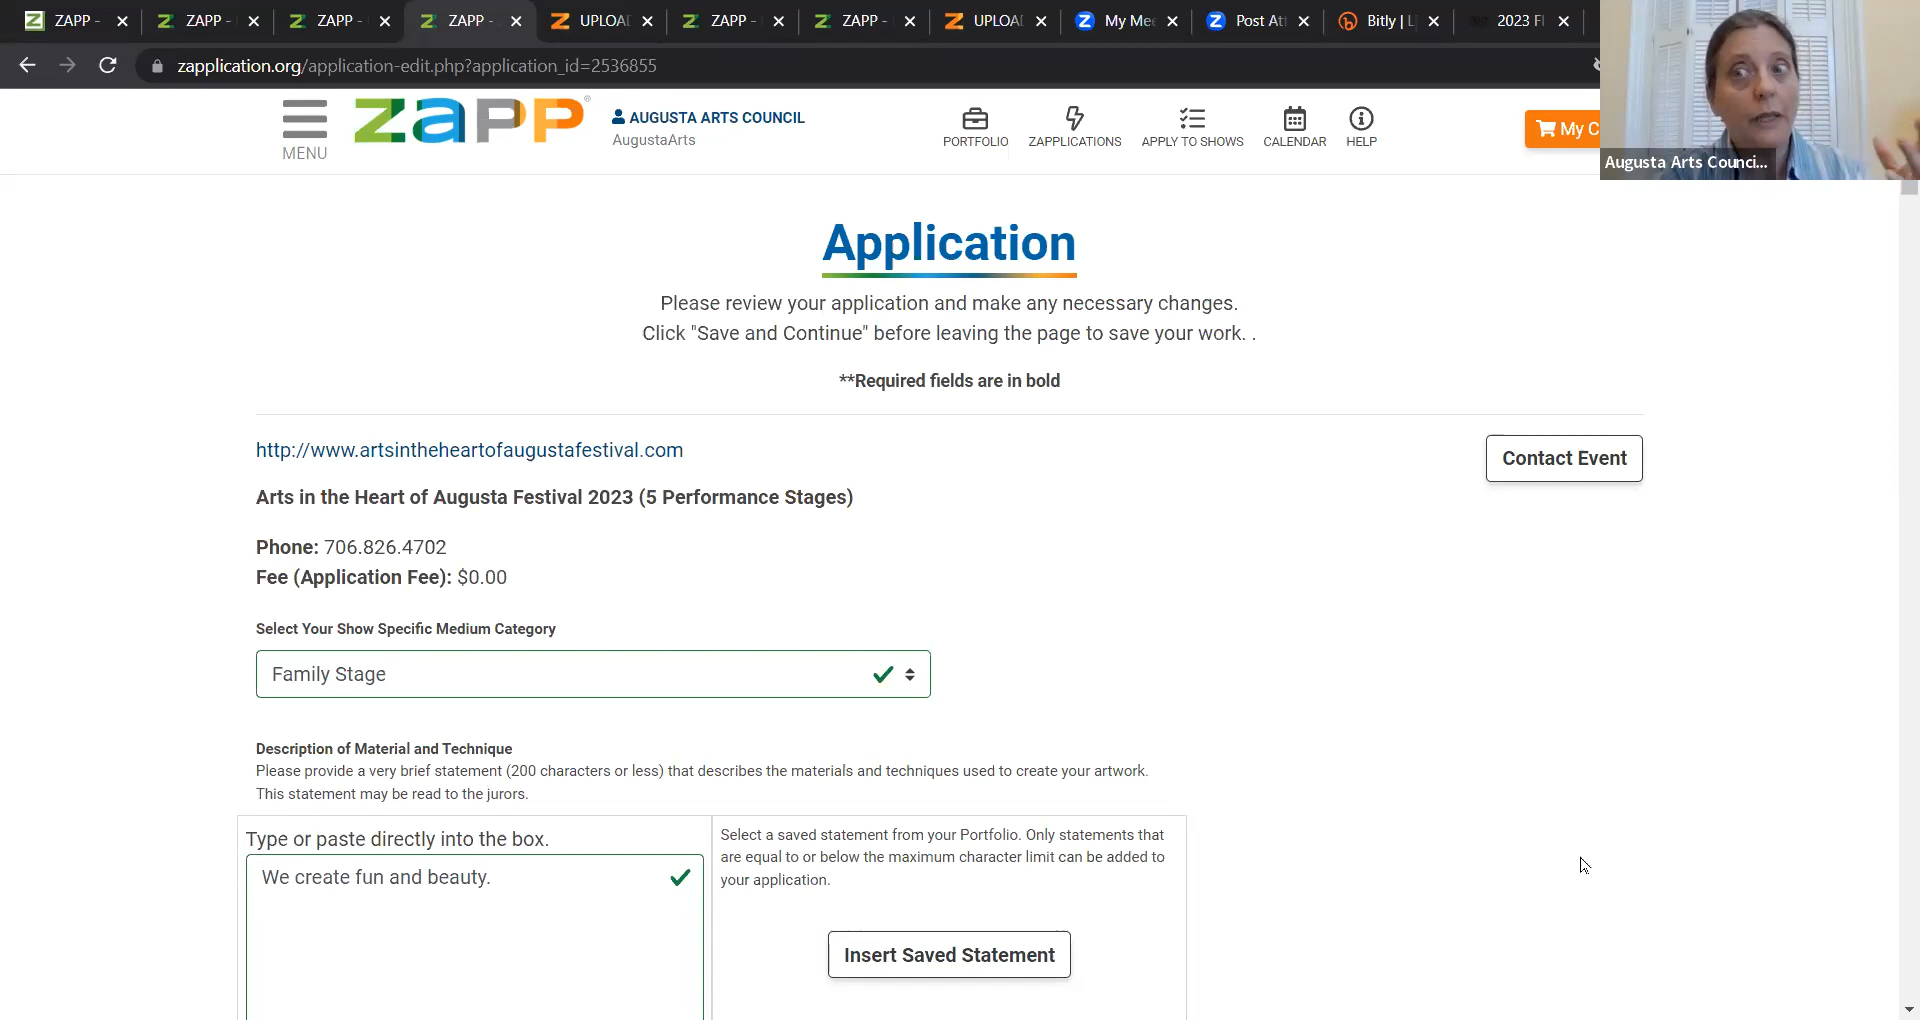 ZAPP -
ZAPP -
ZAPP -
ZAPP -
UPLOA
ZAPP -
ZAPP -
UPLOA
My Me
Post At
Bitly | L
2023 Fl
zapplication.org/application-edit.php?application_id=2536855
MENU
zapp®
AUGUSTA ARTS COUNCIL
AugustaArts
PORTFOLIO
ZAPPLICATIONS
APPLY TO SHOWS
CALENDAR
HELP
My C
Augusta Arts Counci...
Application
Please review your application and make any necessary changes.
Click "Save and Continue" before leaving the page to save your work. .
**Required fields are in bold
http://www.artsintheheartofaugustafestival.com
Contact Event
Arts in the Heart of Augusta Festival 2023 (5 Performance Stages)
Phone: 706.826.4702
Fee (Application Fee): $0.00
Select Your Show Specific Medium Category
Family Stage
Description of Material and Technique
Please provide a very brief statement (200 characters or less) that describes the materials and techniques used to create your artwork.
This statement may be read to the jurors.
Type or paste directly into the box.
We create fun and beauty.
Select a saved statement from your Portfolio. Only statements that
are equal to or below the maximum character limit can be added to
your application.
Insert Saved Statement